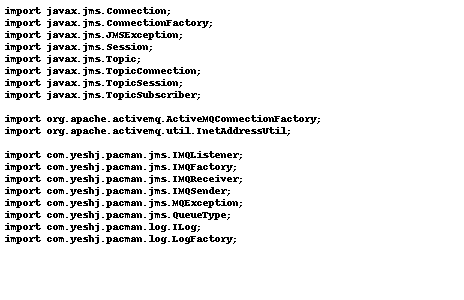 import javax.jms.Connection;
import javax.jms.ConnectionFactory;
import javax.jms.JMSException;
import javax.jms.Session;
import javax.jms.Topic;
import javax.jms.TopicConnection;
import javax.jms.TopicSession;
import javax.jms.TopicSubscriber;

import org.apache.activemq.ActiveMQConnectionFactory;
import org.apache.activemq.util.InetAddressUtil;

import com.yeshj.pacman.jms.IMQListener;
import com.yeshj.pacman.jms.IMQFactory;
import com.yeshj.pacman.jms.IMQReceiver;
import com.yeshj.pacman.jms.IMQSender;
import com.yeshj.pacman.jms.MQException;
import com.yeshj.pacman.jms.QueueType;
import com.yeshj.pacman.log.ILog;
import com.yeshj.pacman.log.LogFactory;